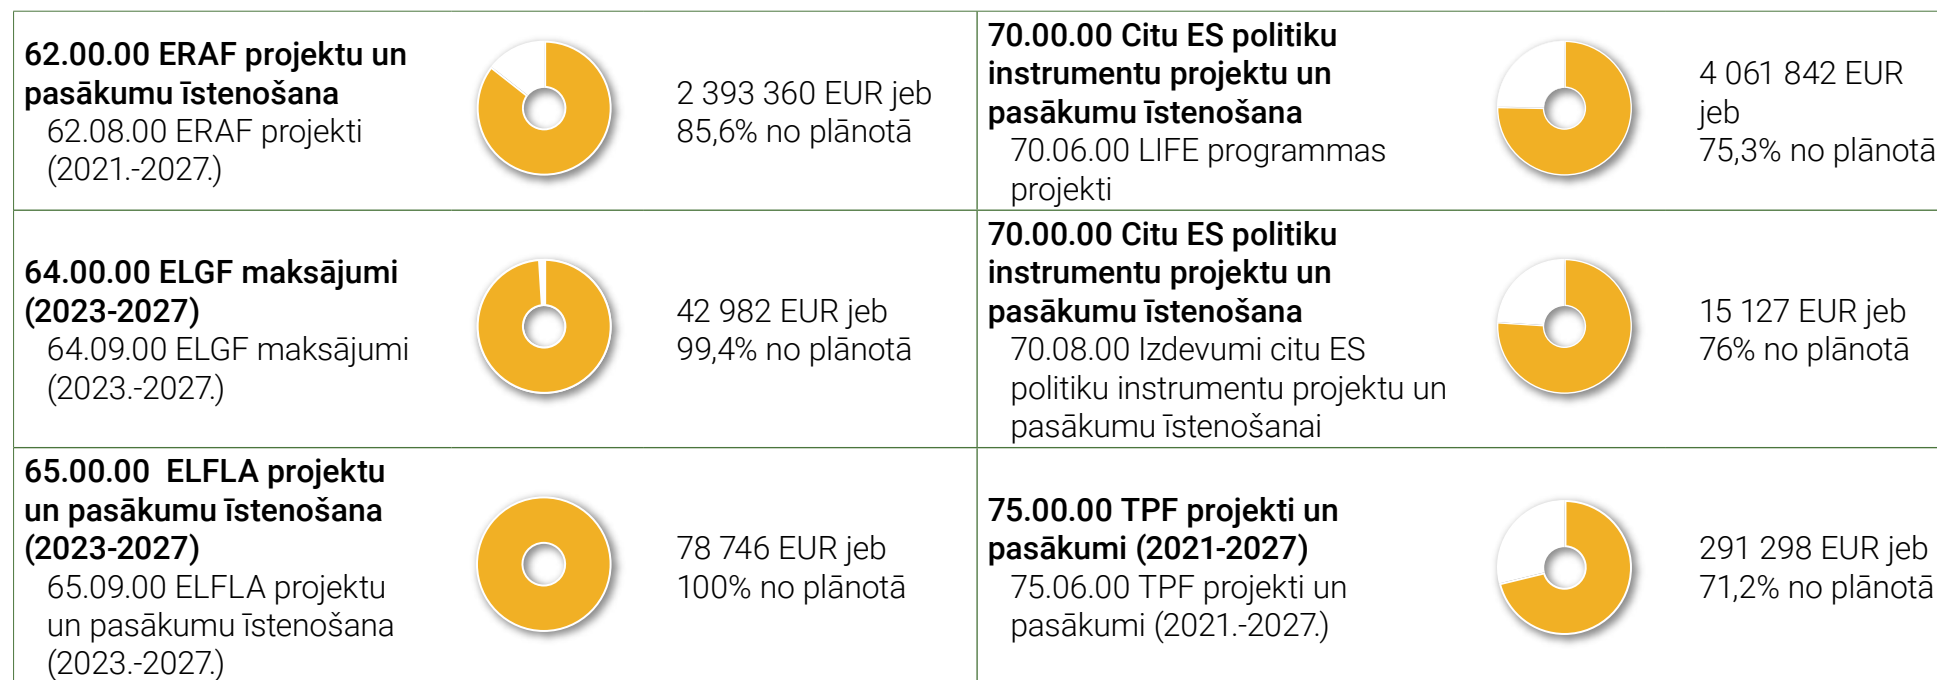 62.00.00 ERAF projektu un
pasākumu īstenošana
62.08.00 ERAF projekti
(2021.-2027.)
2 393 360 EUR jeb
85,6% no plānotā
70.00.00 Citu ES politiku
instrumentu projektu un
pasākumu īstenošana
70.06.00 LIFE programmas
projekti
4 061 842 EUR
jeb
75,3% no plānotā
64.00.00 ELGF maksājumi
(2023-2027)
64.09.00 ELGF maksājumi
(2023.-2027.)
42 982 EUR jeb
99,4% no plānotā
70.00.00 Citu ES politiku
instrumentu projektu un
pasākumu īstenošana
70.08.00 Izdevumi citu ES
politiku instrumentu projektu un
pasākumu īstenošanai
15 127 EUR jeb
76% no plānotā
65.00.00  ELFLA projektu
un pasākumu īstenošana
(2023-2027)
65.09.00 ELFLA projektu
un pasākumu īstenošana
(2023.-2027.)
78 746 EUR jeb
100% no plānotā
75.00.00 TPF projekti un
pasākumi (2021-2027)
75.06.00 TPF projekti un
pasākumi (2021.-2027.)
291 298 EUR jeb
71,2% no plānotā